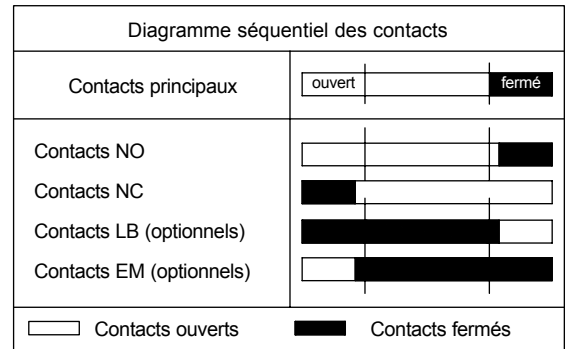 Diagramme séquentiel des contacts
Contacts principaux
ouvert
fermé
Contacts NO
Contacts NC
Contacts LB (optionnels)
Contacts EM (optionnels)
Contacts ouverts
Contacts fermés